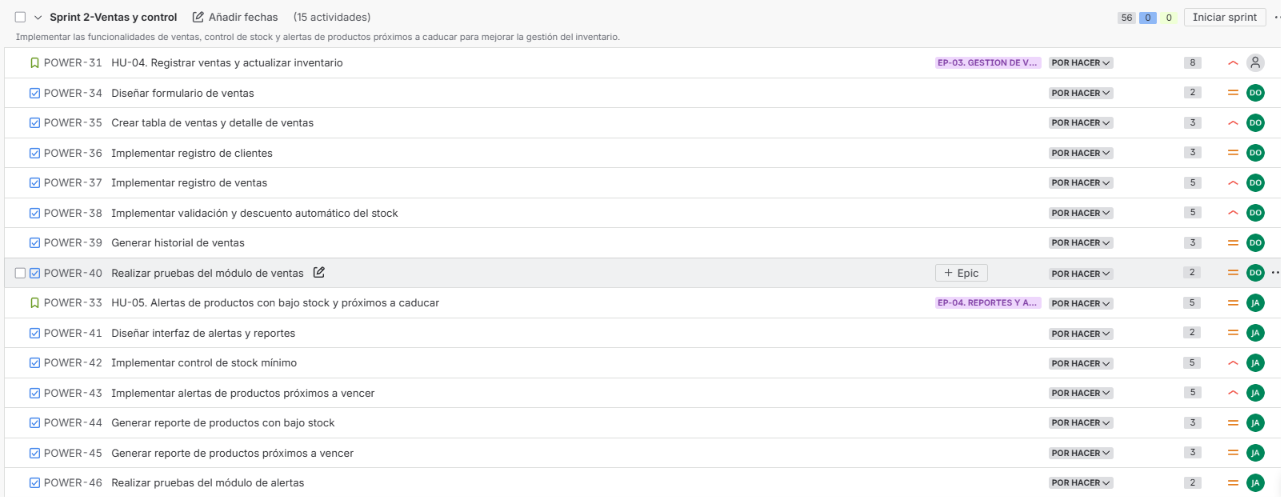 Sprint 2-Ventas y control Añadir fechas (15 actividades) 56 0 0 Iniciar sprint
Implementar las funcionalidades de ventas, control de stock y alertas de productos próximos a caducar para mejorar la gestión del inventario.
POWER-31 HU-04. Registrar ventas y actualizar inventario EP-03. GESTION DE V... POR HACER 8
POWER-34 Diseñar formulario de ventas POR HACER 2 DO
POWER-35 Crear tabla de ventas y detalle de ventas POR HACER 3 DO
POWER-36 Implementar registro de clientes POR HACER 3 DO
POWER-37 Implementar registro de ventas POR HACER 5 DO
POWER-38 Implementar validación y descuento automático del stock POR HACER 5 DO
POWER-39 Generar historial de ventas POR HACER 3 DO
POWER-40 Realizar pruebas del módulo de ventas + Epic POR HACER 2 DO
POWER-33 HU-05. Alertas de productos con bajo stock y próximos a caducar EP-04. REPORTES Y A... POR HACER 5 JA
POWER-41 Diseñar interfaz de alertas y reportes POR HACER 2 JA
POWER-42 Implementar control de stock mínimo POR HACER 5 JA
POWER-43 Implementar alertas de productos próximos a vencer POR HACER 5 JA
POWER-44 Generar reporte de productos con bajo stock POR HACER 3 JA
POWER-45 Generar reporte de productos próximos a vencer POR HACER 3 JA
POWER-46 Realizar pruebas del módulo de alertas POR HACER 2 JA